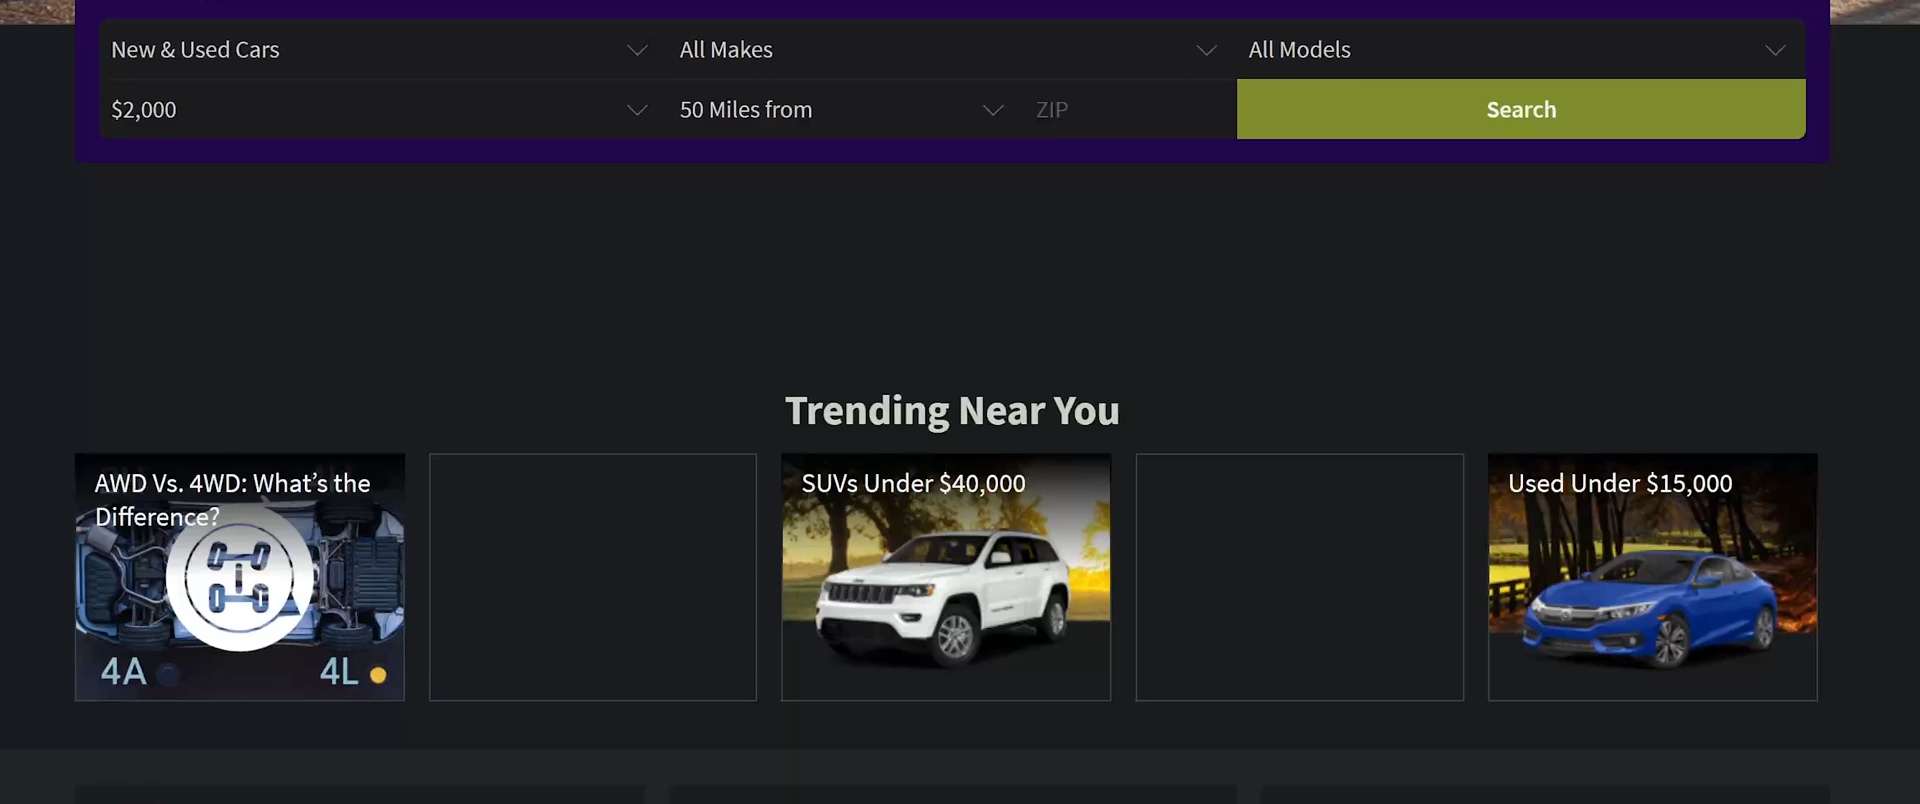 New & Used Cars
All Makes
All Models
$2,000
50 Miles from
ZIP
Search
Trending Near You
AWD Vs. 4WD: What’s the
Difference?
4A
4L
SUVs Under $40,000
Used Under $15,000